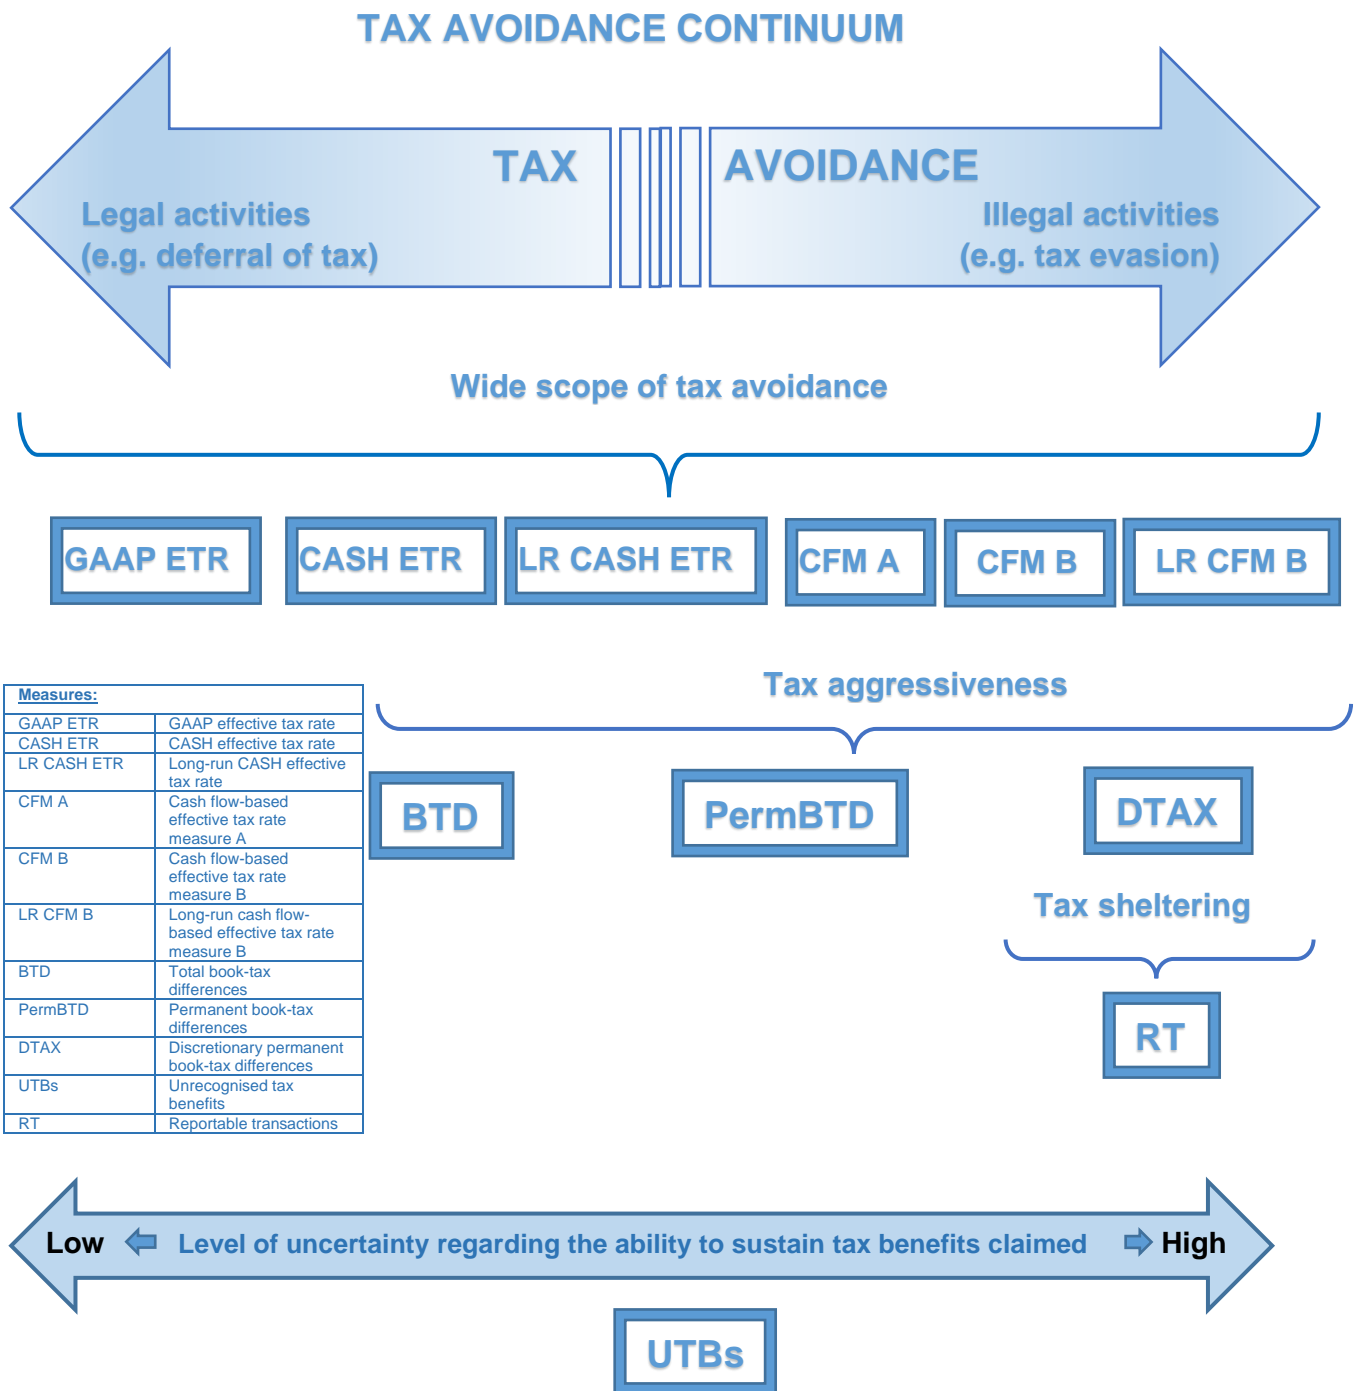 TAX AVOIDANCE CONTINUUM
TAX
AVOIDANCE
Legal activities
(e.g. deferral of tax)
Illegal activities
(e.g. tax evasion)
Wide scope of tax avoidance
GAAP ETR
CASH ETR
LR CASH ETR
CFM A
CFM B
LR CFM B
Tax aggressiveness
BTD
PermBTD
DTAX
Tax sheltering
RT
Measures:
GAAP ETR GAAP effective tax rate
CASH ETR CASH effective tax rate
LR CASH ETR Long-run CASH effective
tax rate
CFM A Cash flow-based
effective tax rate
measure A
CFM B Cash flow-based
effective tax rate
measure B
LR CFM B Long-run cash flow-
based effective tax rate
measure B
BTD Total book-tax
differences
PermBTD Permanent book-tax
differences
DTAX Discretionary permanent
book-tax differences
UTBs Unrecognised tax
benefits
RT Reportable transactions
Low Level of uncertainty regarding the ability to sustain tax benefits claimed High
UTBs